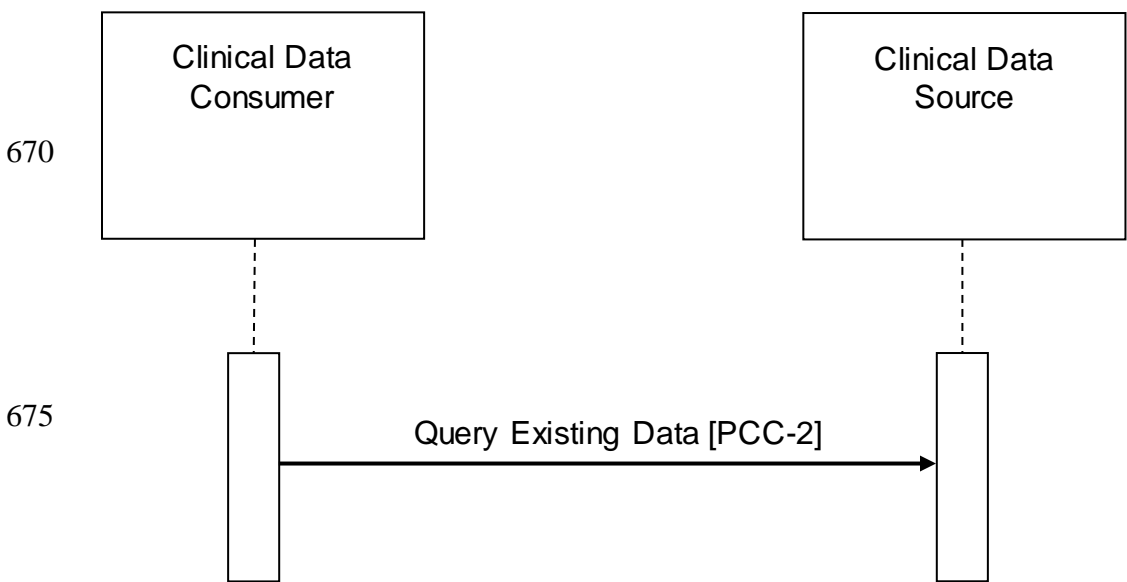 Clinical Data
Consumer
Clinical Data
Source
670
675
Query Existing Data [PCC-2]